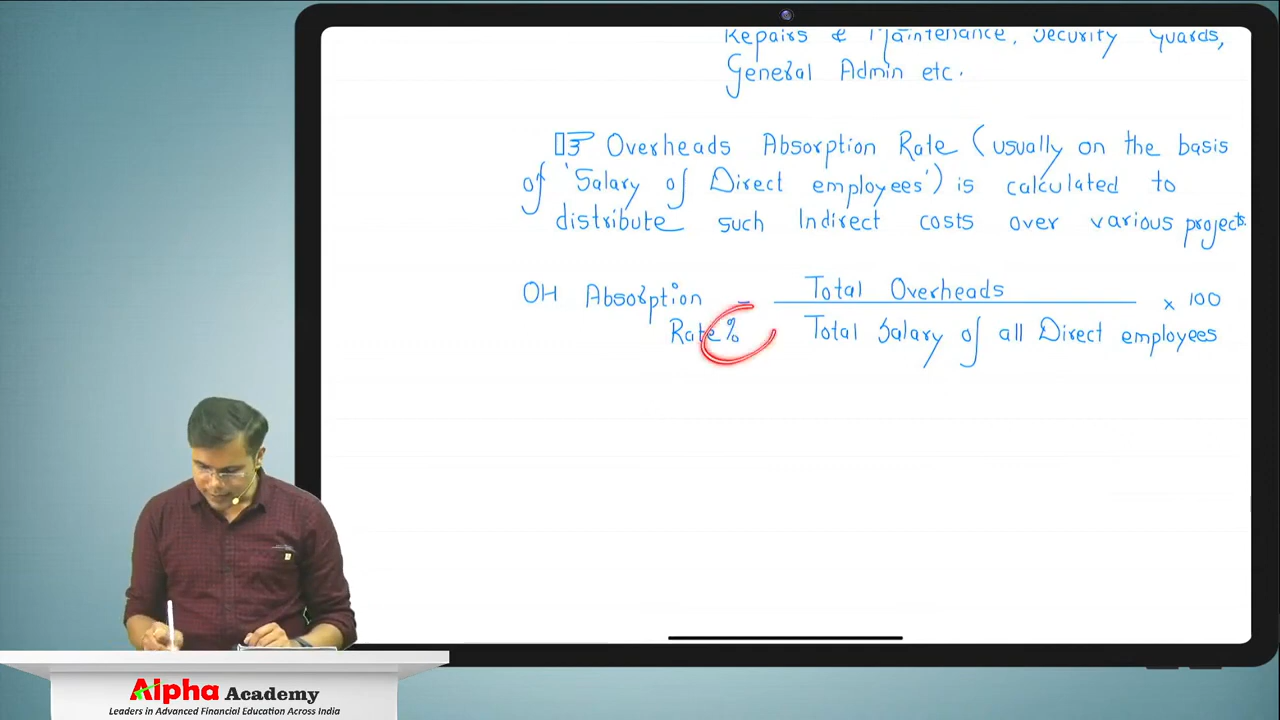 Repairs & Maintenance, Security Guards,
General Admin etc.
☞ Overheads Absorption Rate (usually on the basis
of 'Salary of Direct employees') is calculated to
distribute such Indirect costs over various projects.
OH Absorption Rate % = Total Overheads / Total Salary of all Direct employees × 100
Alpha Academy
Leaders in Advanced Financial Education Across India